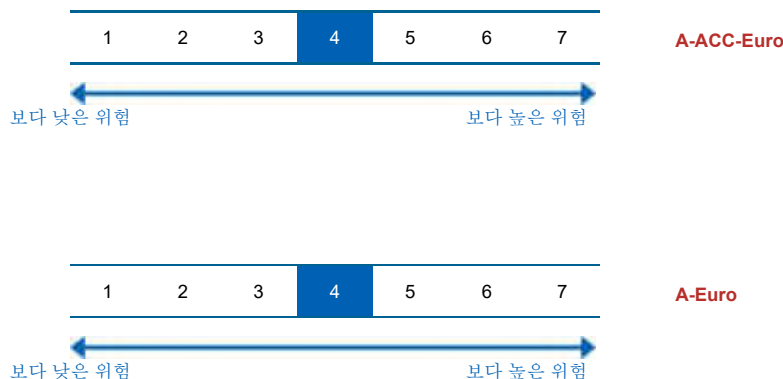 1 2 3 4 5 6 7 A-ACC-Euro
보다 낮은 위험 보다 높은 위험
1 2 3 4 5 6 7 A-Euro
보다 낮은 위험 보다 높은 위험